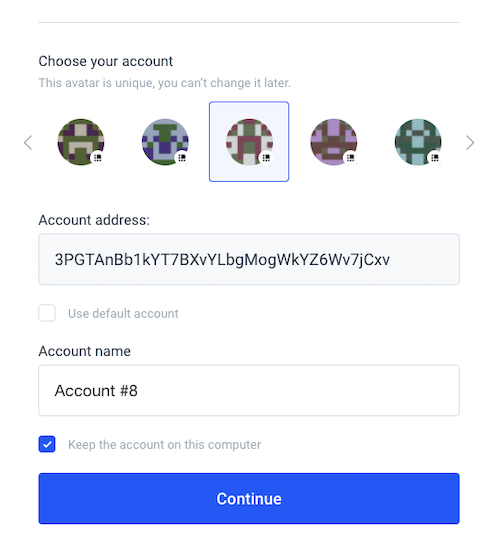 Choose your account
This avatar is unique, you can't change it later.
Account address:
3PGTAnBb1kYT7BXvYLbgMogWkYZ6Wv7jCxv
Use default account
Account name
Account #8
Keep the account on this computer
Continue